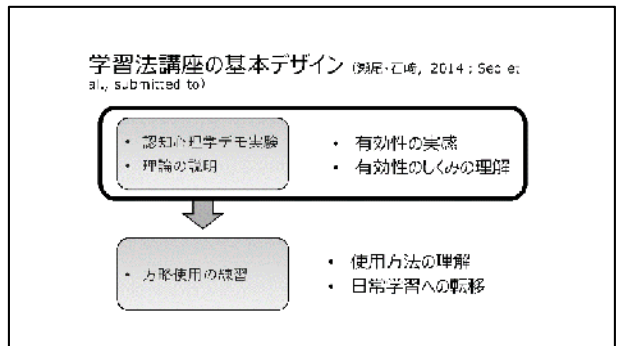 学習法講座の基本デザイン (瀬尾・石﨑, 2014 ; Seo et
al., submitted to)
• 認知心理学デモ実験
• 理論の説明
• 有効性の実感
• 有効性のしくみの理解
• 方略使用の練習
• 使用方法の理解
• 日常学習への転移